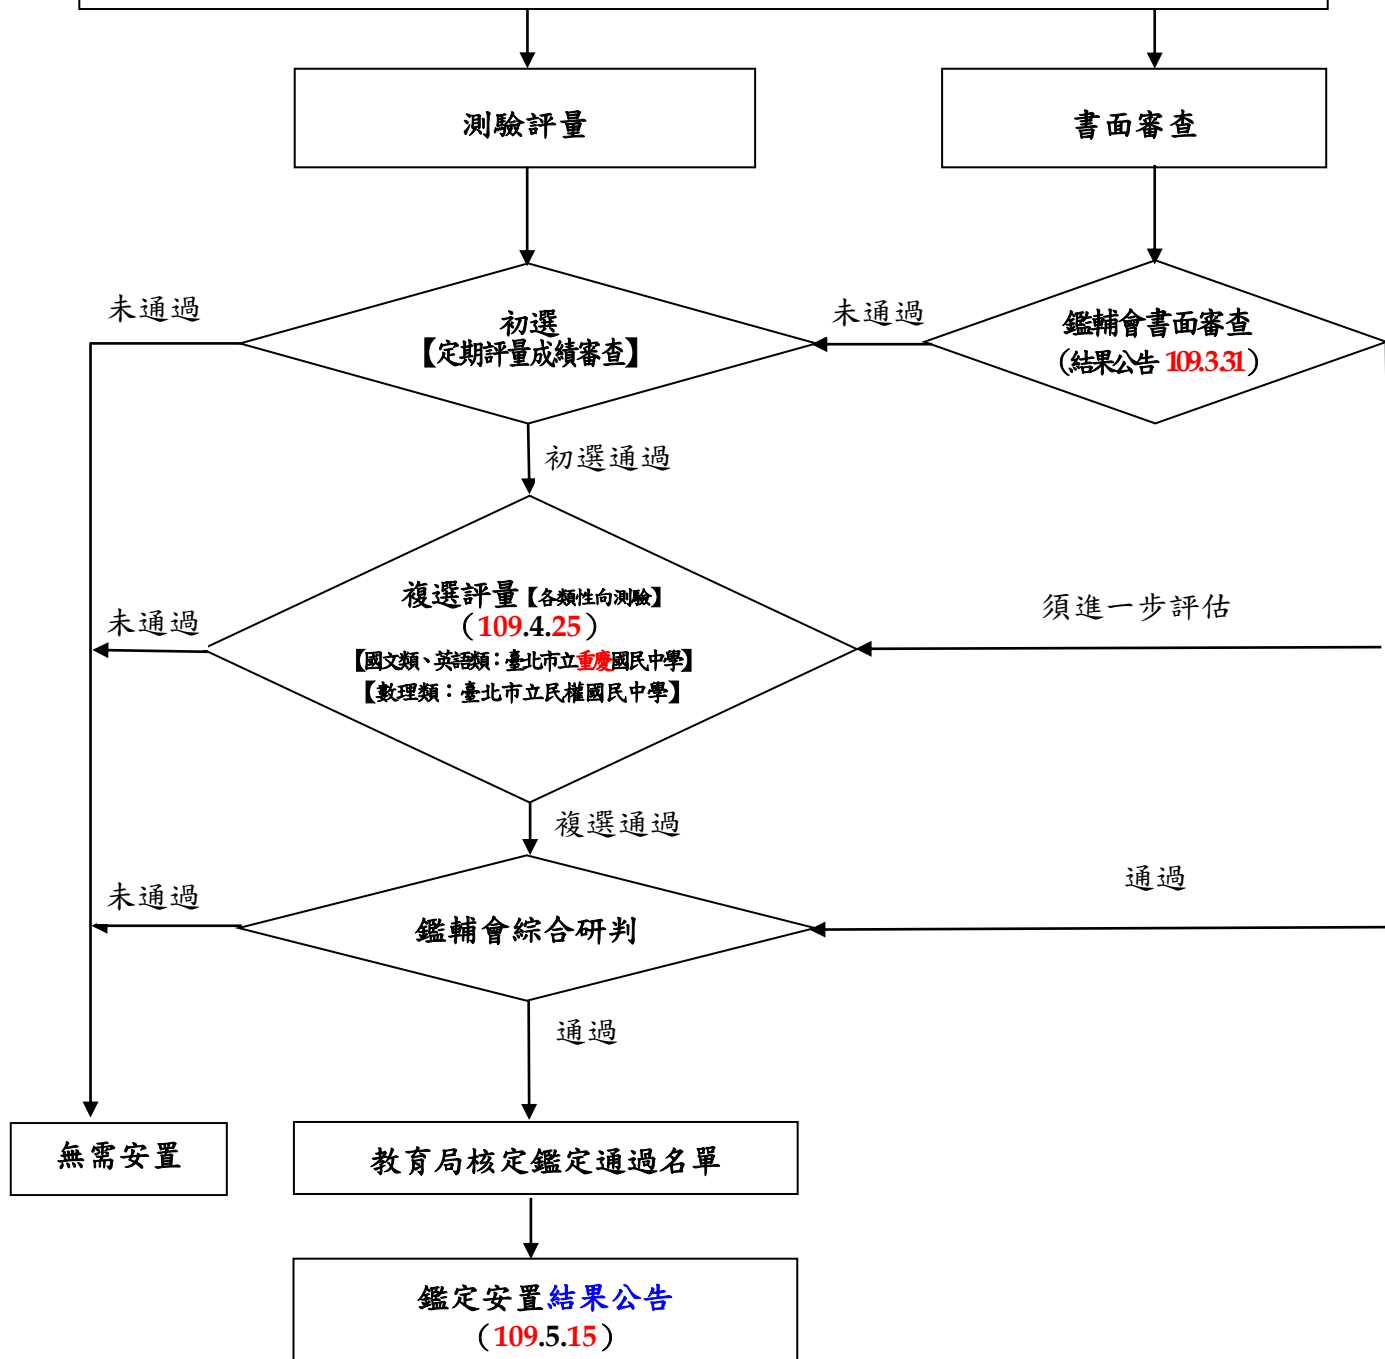 測驗評量
書面審查
未通過
初選
【定期評量成績審查】
未通過
鑑輔會書面審查
（結果公告 109.3.31）
初選通過
複選評量【各類性向測驗】
（109.4.25）
【國文類、英語類：臺北市立重慶國民中學】
【數理類：臺北市立民權國民中學】
未通過
須進一步評估
複選通過
未通過
鑑輔會綜合研判
通過
通過
無需安置
教育局核定鑑定通過名單
鑑定安置結果公告
（109.5.15）